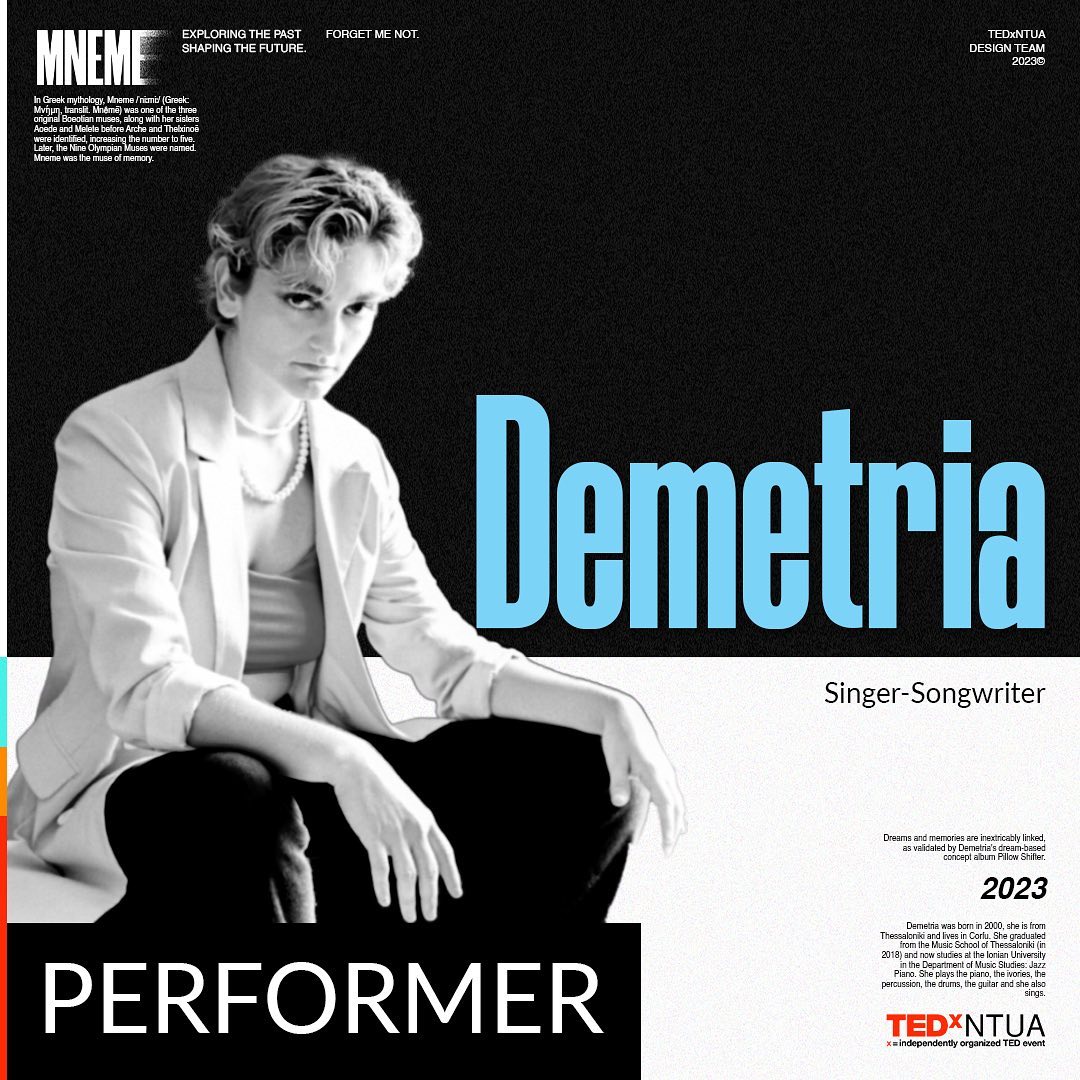 MNEME
EXPLORING THE PAST
SHAPING THE FUTURE.
FORGET ME NOT.
TEDxNTUA
DESIGN TEAM
2023©
In Greek mythology, Mneme /ˈniːmiː/ (Greek:
Μνήμη, translit. Mnḗmē) was one of the three
original Boeotian muses, along with her sisters
Aoede and Melete before Arche and Thelxinoë
were identified, increasing the number to five.
Later, the Nine Olympian Muses were named.
Mneme was the muse of memory.
Demetria
Singer-Songwriter
Dreams and memories are inextricably linked,
as validated by Demetria's dream-based
concept album Pillow Shifter.
2023
Demetria was born in 2000, she is from
Thessaloniki and lives in Corfu. She graduated
from the Music School of Thessaloniki (in
2018) and now studies at the Ionian University
in the Department of Music Studies: Jazz
Piano. She plays the piano, the ivories, the
percussion, the drums, the guitar and she also
sings.
PERFORMER
TEDxNTUA
x = independently organized TED event